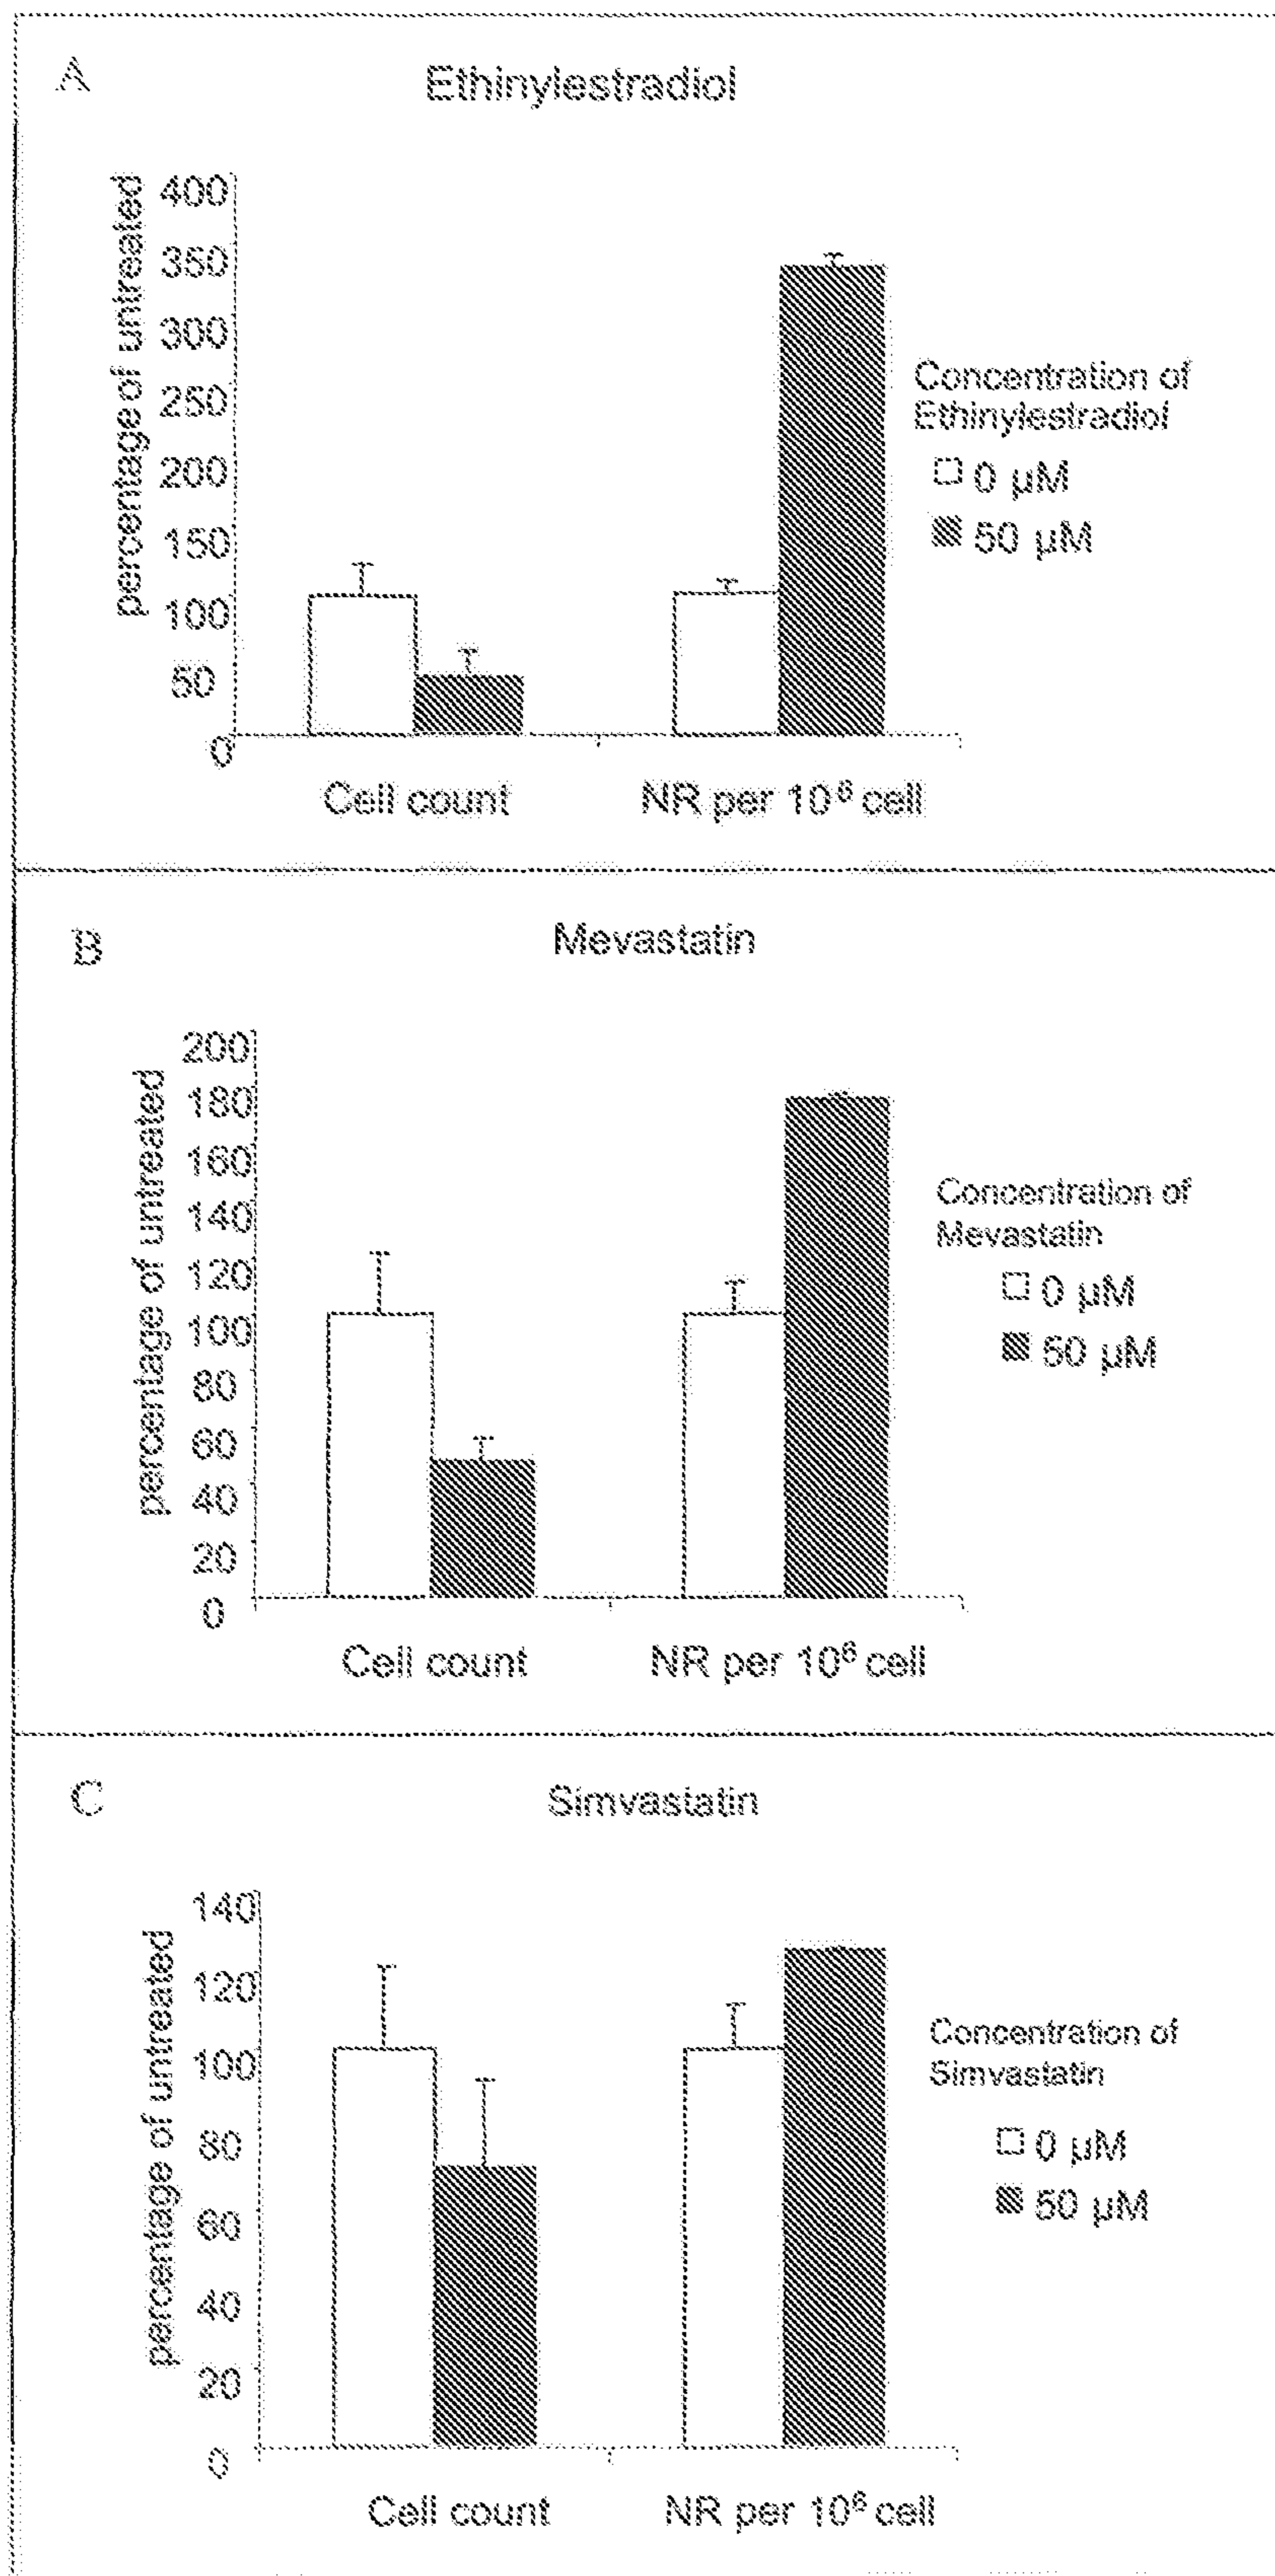 A
Ethinylestradiol
percentage of untreated
400
350
300
250
200
150
100
50
0
Cell count
NR per 10⁶ cell
Concentration of
Ethinylestradiol
0 µM
50 µM
B
Mevastatin
percentage of untreated
200
180
160
140
120
100
80
60
40
20
0
Cell count
NR per 10⁶ cell
Concentration of
Mevastatin
0 µM
50 µM
C
Simvastatin
percentage of untreated
140
120
100
80
60
40
20
0
Cell count
NR per 10⁶ cell
Concentration of
Simvastatin
0 µM
50 µM